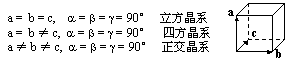 a = b = c, α = β = γ = 90° 立方晶系
a = b ≠ c, α = β = γ = 90° 四方晶系
a ≠ b ≠ c, α = β = γ = 90° 正交晶系
a
c
b